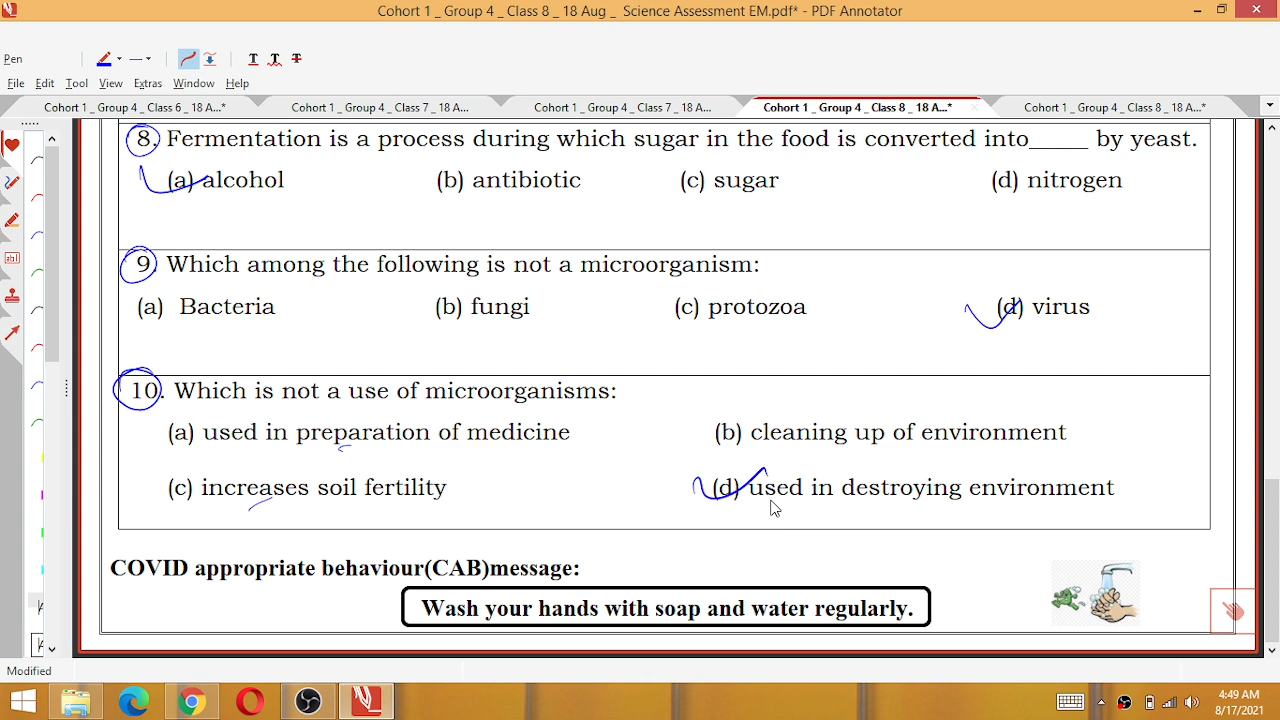 Cohort 1 _ Group 4 _ Class 8 _ 18 Aug _ Science Assessment EM.pdf* - PDF Annotator
Pen
File Edit Tool View Extras Window Help
Cohort 1 _ Group 4 _ Class 6 _ 18 A...* Cohort 1 _ Group 4 _ Class 7 _ 18 A... Cohort 1 _ Group 4 _ Class 7 _ 18 A... Cohort 1 _ Group 4 _ Class 8 _ 18 A...* Cohort 1 _ Group 4 _ Class 8 _ 18 A...*
8. Fermentation is a process during which sugar in the food is converted into_____ by yeast.
(a) alcohol (b) antibiotic (c) sugar (d) nitrogen
9. Which among the following is not a microorganism:
(a) Bacteria (b) fungi (c) protozoa (d) virus
10. Which is not a use of microorganisms:
(a) used in preparation of medicine (b) cleaning up of environment
(c) increases soil fertility (d) used in destroying environment
COVID appropriate behaviour(CAB)message:
Wash your hands with soap and water regularly.
Modified
4:49 AM
8/17/2021